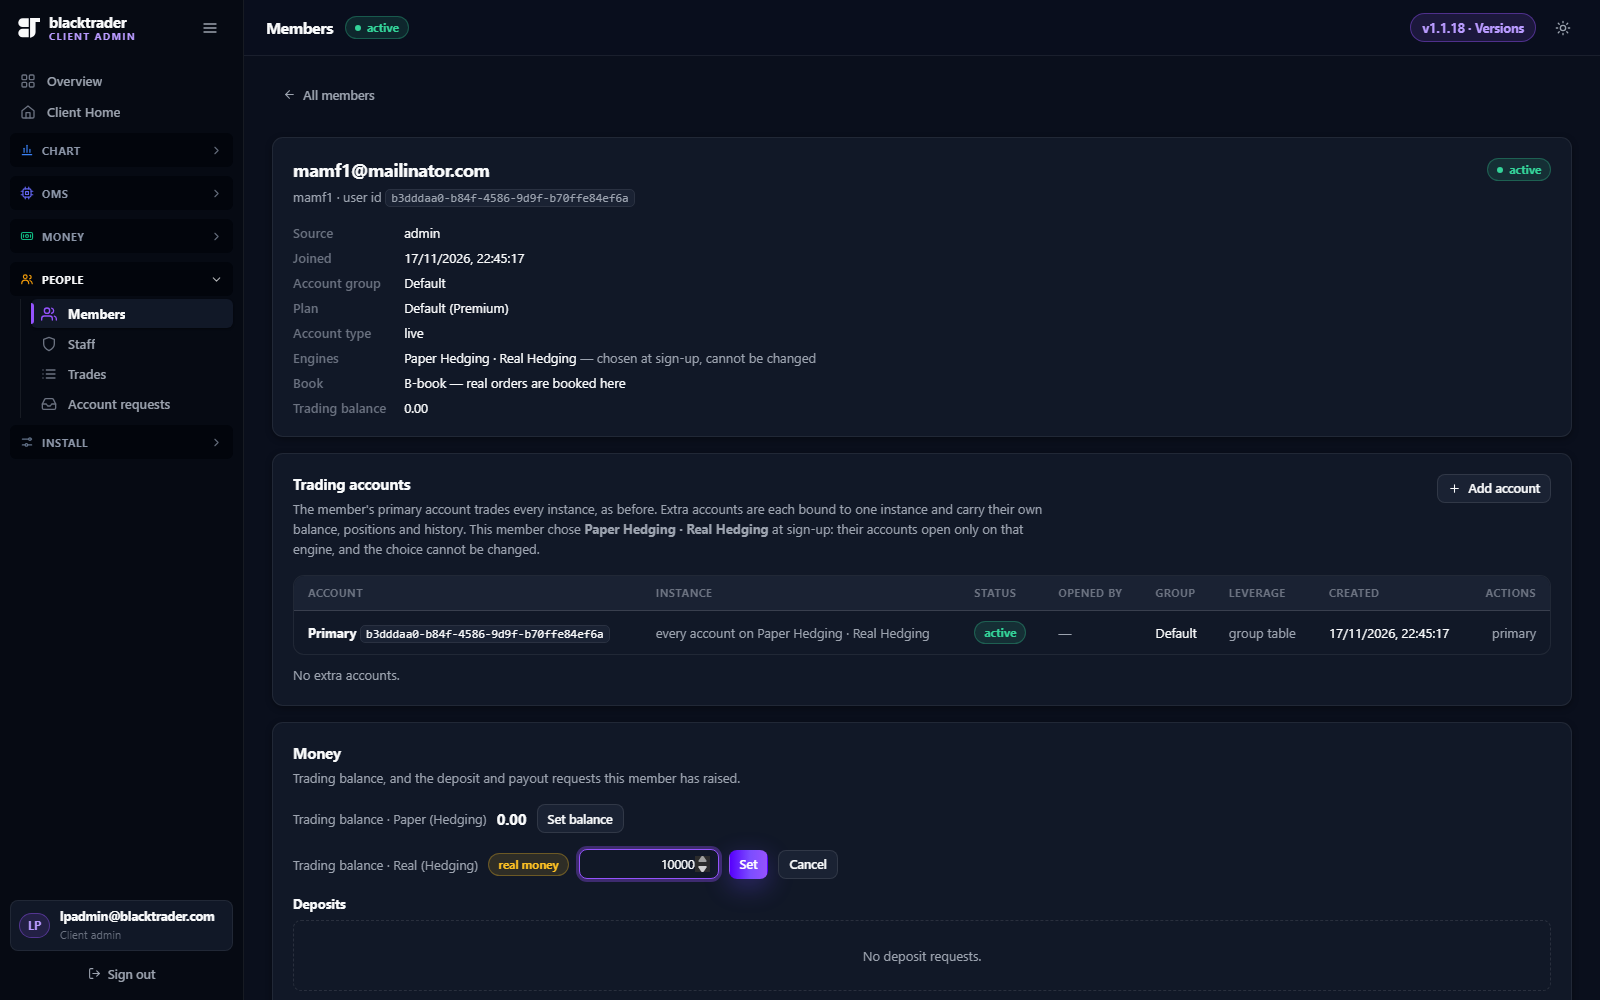 blacktrader
CLIENT ADMIN
Members
active
v1.1.18 · Versions
Overview
Client Home
CHART
OMS
MONEY
PEOPLE
Members
Staff
Trades
Account requests
INSTALL
LP
lpadmin@blacktrader.com
Client admin
Sign out
All members
mamf1@mailinator.com
active
mamf1 · user id b3dddaa0-b84f-4586-9d9f-b70ffe84ef6a
Source admin
Joined 17/11/2026, 22:45:17
Account group Default
Plan Default (Premium)
Account type live
Engines Paper Hedging · Real Hedging — chosen at sign-up, cannot be changed
Book B-book — real orders are booked here
Trading balance 0.00
Trading accounts
Add account
The member's primary account trades every instance, as before. Extra accounts are each bound to one instance and carry their own
balance, positions and history. This member chose Paper Hedging · Real Hedging at sign-up: their accounts open only on that
engine, and the choice cannot be changed.
ACCOUNT INSTANCE STATUS OPENED BY GROUP LEVERAGE CREATED ACTIONS
Primary b3dddaa0-b84f-4586-9d9f-b70ffe84ef6a every account on Paper Hedging · Real Hedging active — Default group table 17/11/2026, 22:45:17 primary
No extra accounts.
Money
Trading balance, and the deposit and payout requests this member has raised.
Trading balance · Paper (Hedging) 0.00 Set balance
Trading balance · Real (Hedging) real money 10000 Set Cancel
Deposits
No deposit requests.